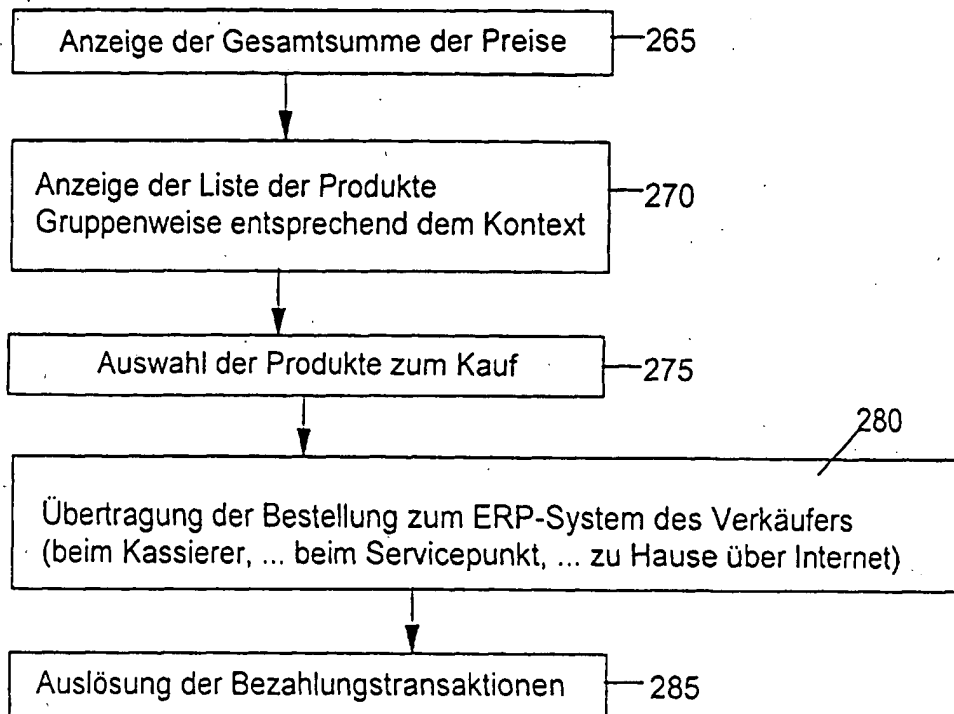 Anzeige der Gesamtsumme der Preise
265
Anzeige der Liste der Produkte
Gruppenweise entsprechend dem Kontext
270
Auswahl der Produkte zum Kauf
275
280
Übertragung der Bestellung zum ERP-System des Verkäufers
(beim Kassierer, ... beim Servicepunkt, ... zu Hause über Internet)
Auslösung der Bezahlungstransaktionen
285